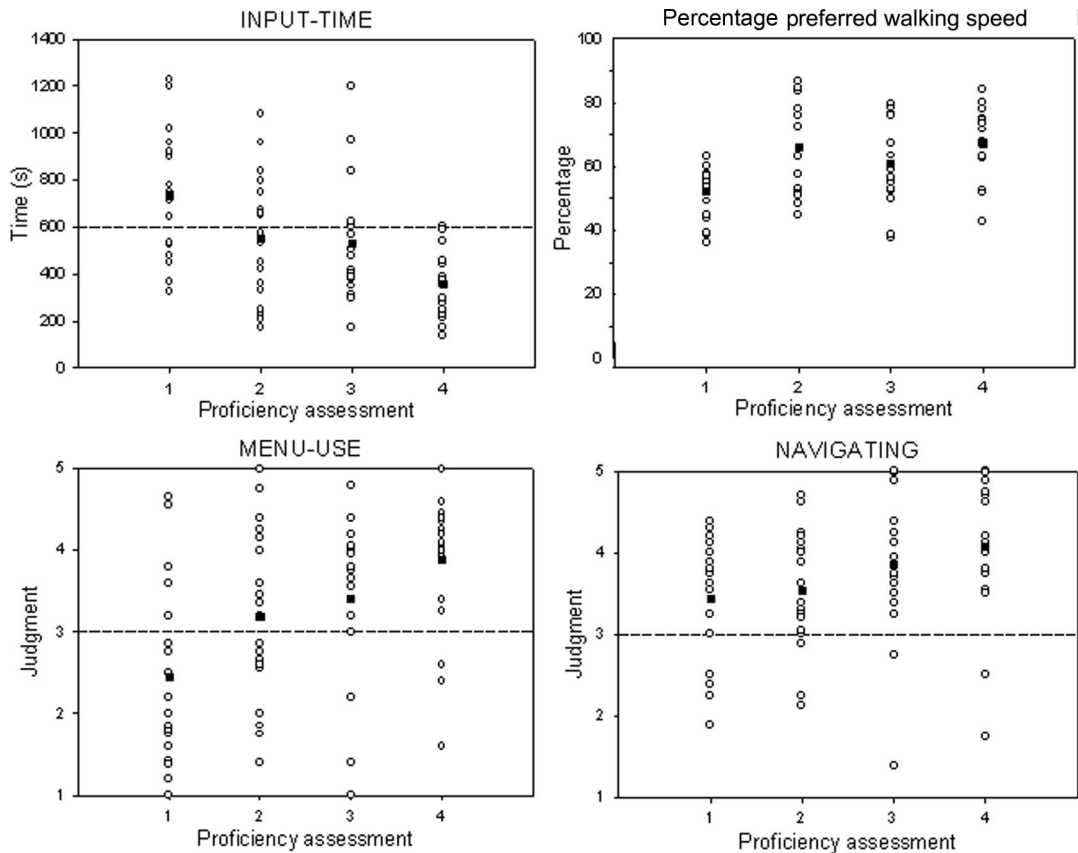 INPUT-TIME
1400
1200
1000
800
600
400
200
0
Time (s)
1 2 3 4
Proficiency assessment
Percentage preferred walking speed
100
80
60
40
20
0
Percentage
1 2 3 4
Proficiency assessment
MENU-USE
5
4
3
2
1
Judgment
1 2 3 4
Proficiency assessment
NAVIGATING
5
4
3
2
1
Judgment
1 2 3 4
Proficiency assessment